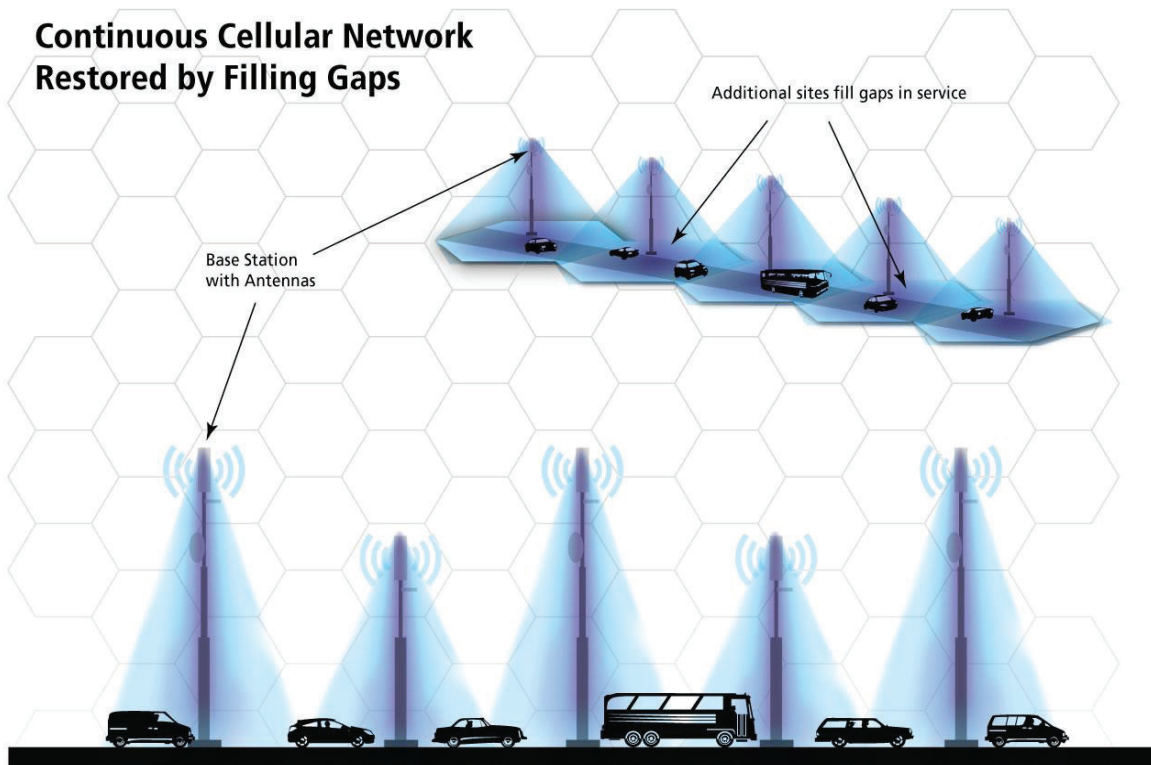 Continuous Cellular Network
Restored by Filling Gaps
Additional sites fill gaps in service
Base Station
with Antennas